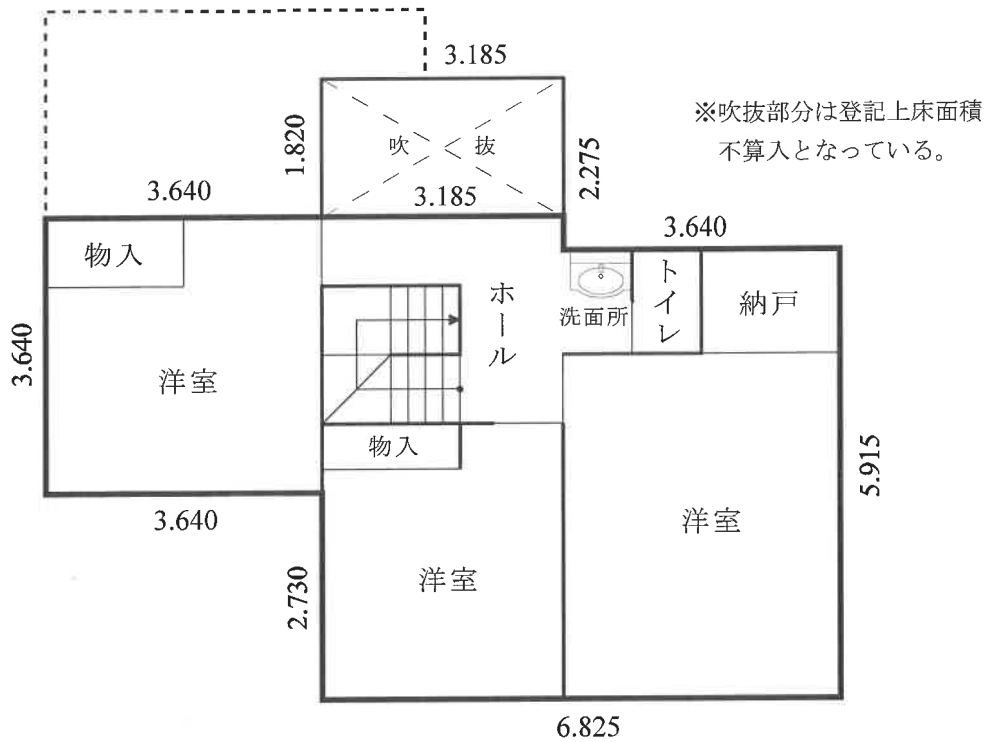 3.185
※吹抜部分は登記上床面積
不算入となっている。
1.820
吹 抜
2.275
3.640
3.185
3.640
物入
ホール
洗面所
トイレ
納戸
3.640
洋室
物入
5.915
3.640
洋室
洋室
2.730
6.825